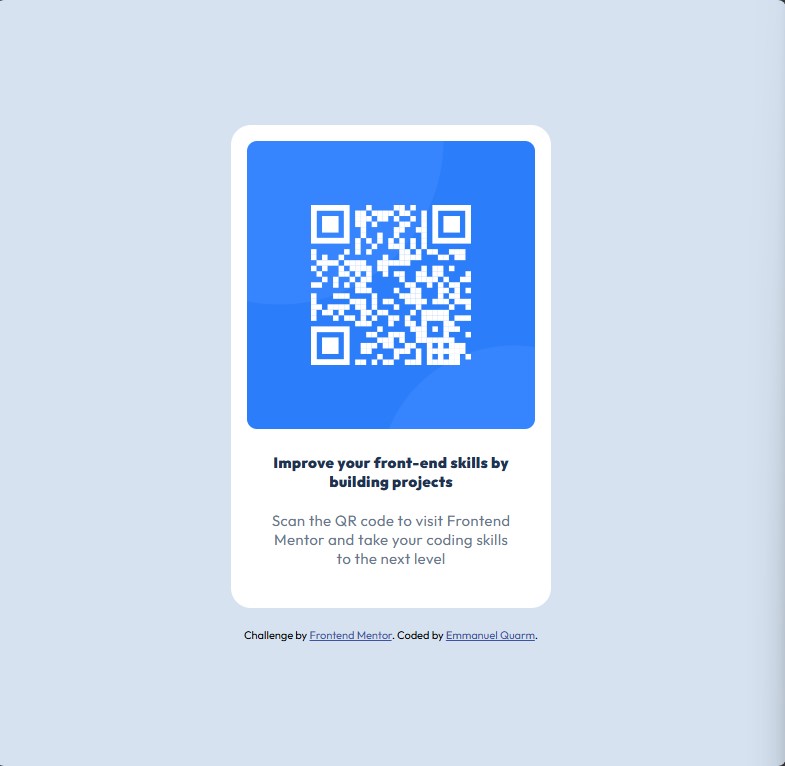 Improve your front-end skills by
building projects
Scan the QR code to visit Frontend
Mentor and take your coding skills
to the next level
Challenge by Frontend Mentor. Coded by Emmanuel Quarm.